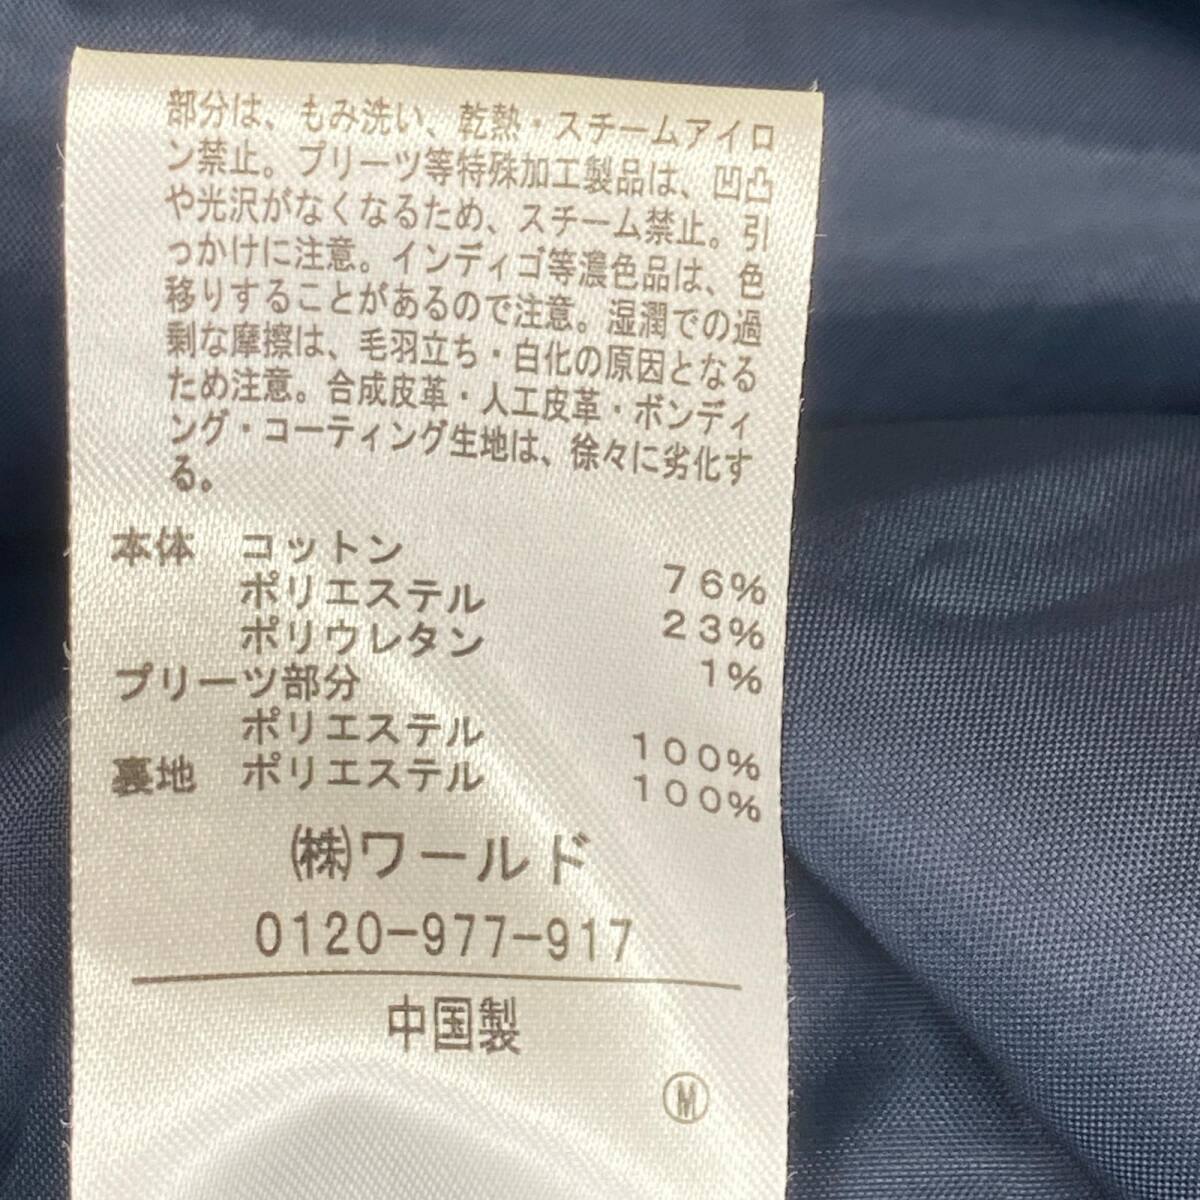 部分は、もみ洗い、乾熱・スチームアイロ
ン禁止。プリーツ等特殊加工製品は、凹凸
や光沢がなくなるため、スチーム禁止。引
っかけに注意。インディゴ等濃色品は、色
移りすることがあるので注意。湿潤での過
剰な摩擦は、毛羽立ち・白化の原因となる
ため注意。合成皮革・人工皮革・ボンディ
ング・コーティング生地は、徐々に劣化す
る。
本体 コットン 76%
ポリエステル 23%
ポリウレタン 1%
プリーツ部分
ポリエステル 100%
裏地 ポリエステル 100%
㈱ワールド
0120-977-917
中国製
Ⓜ